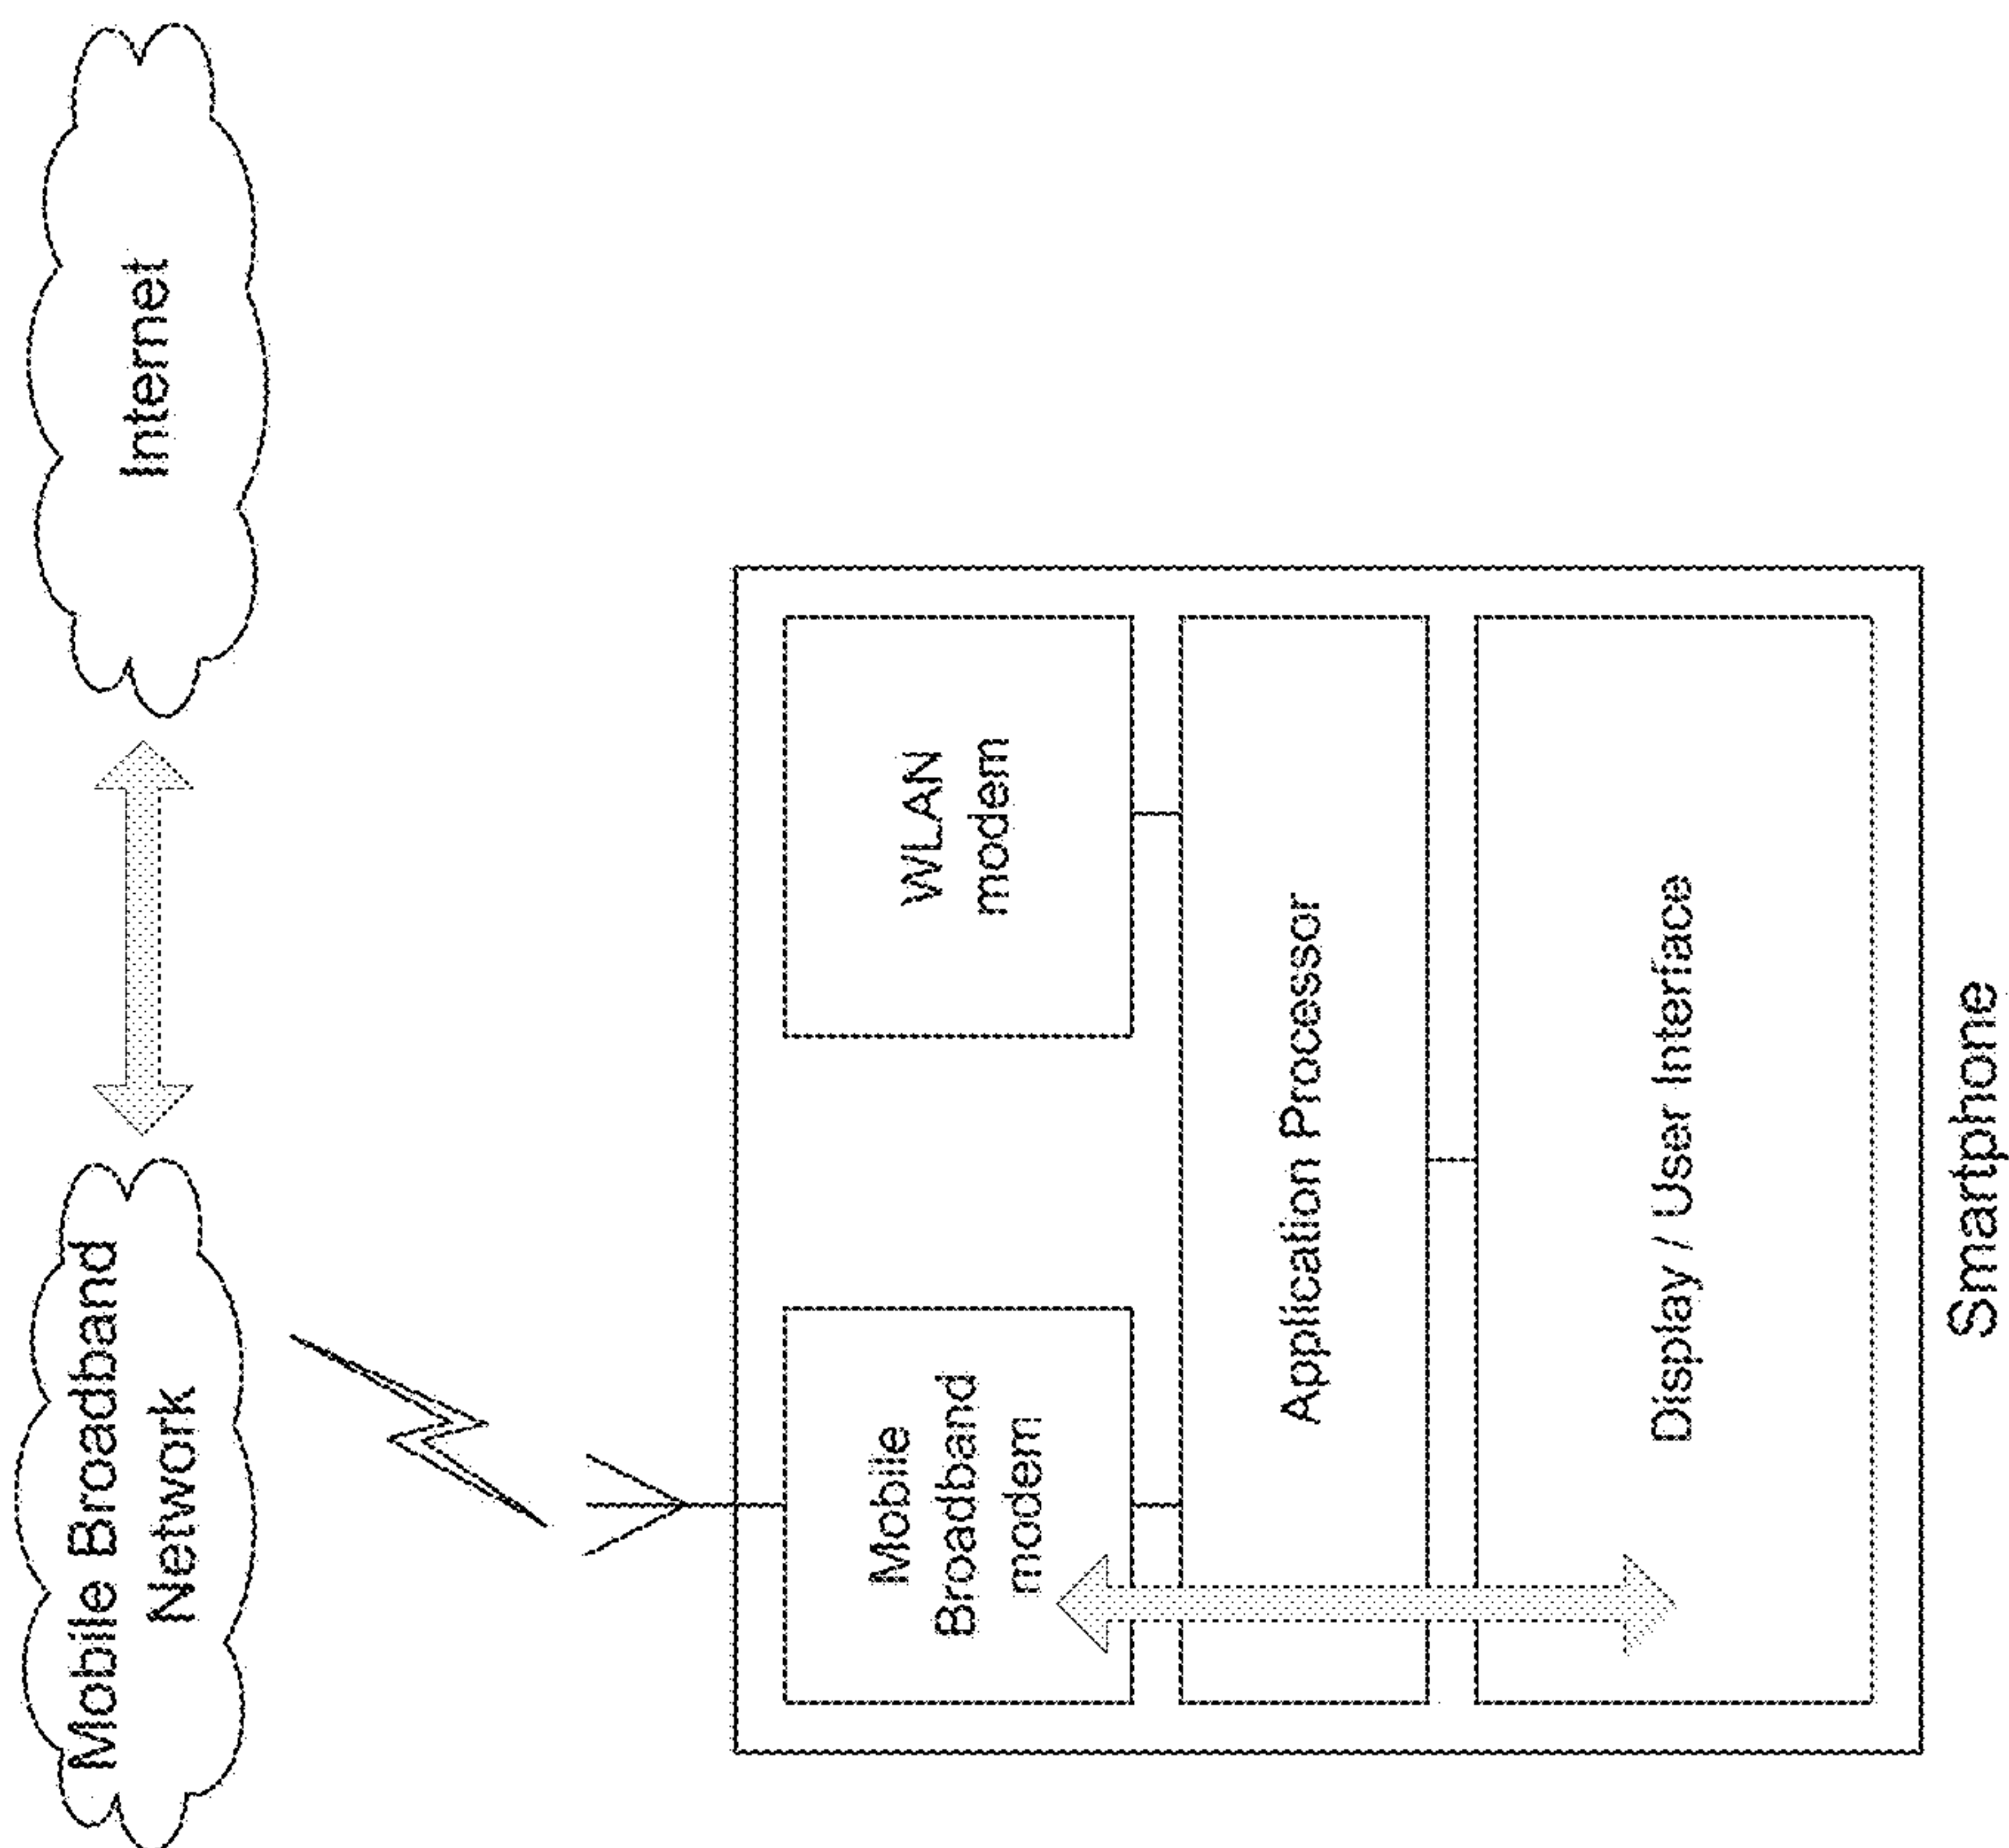 Mobile Broadband
Network
Internet
Mobile
Broadband
modem
WLAN
modem
Application Processor
Display / User Interface
Smartphone